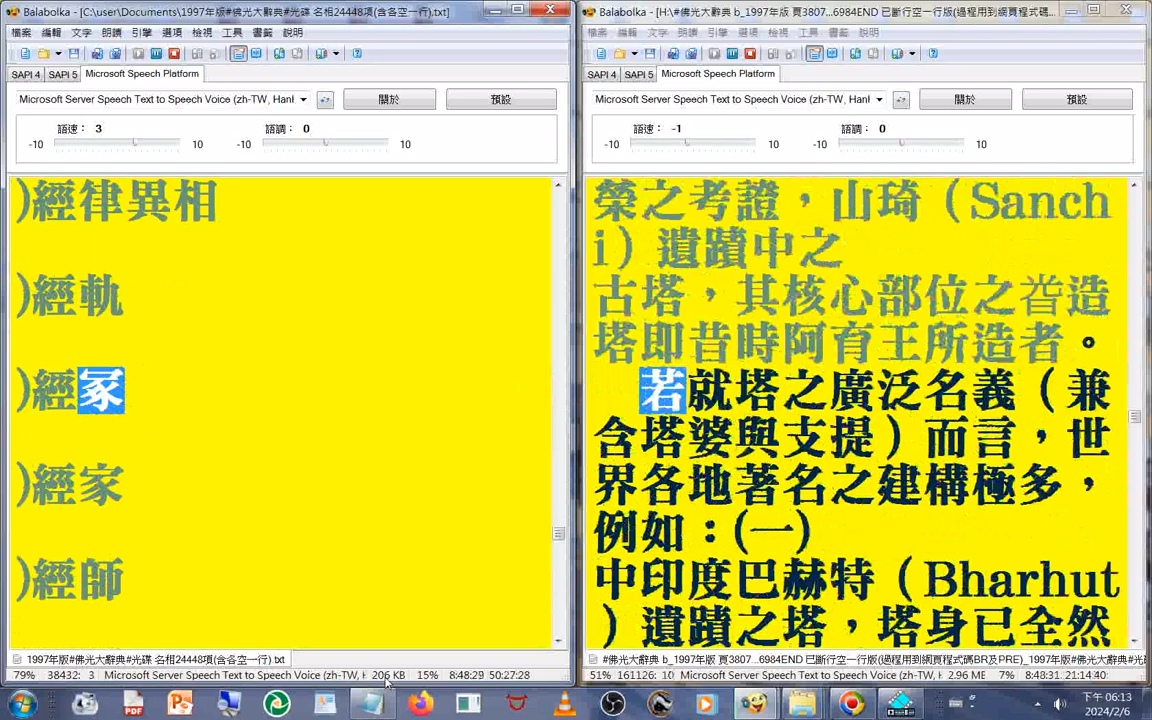 Balabolka - [C:\user\Documents\1997年版#佛光大辭典#光碟 名相24448項(含各空一行).txt]
檔案 編輯 文字 朗讀 引擎 選項 檢視 工具 書籤 說明
SAPI 4 SAPI 5 Microsoft Speech Platform
Microsoft Server Speech Text to Speech Voice (zh-TW, Hanl
關於 預設
語速： 3 語調： 0
-10 10 -10 10
)經律異相
)經軌
)經冢
)經家
)經師
1997年版#佛光大辭典#光碟 名相24448項(含各空一行).txt
79% 38432: 3 Microsoft Server Speech Text to Speech Voice (zh-TW, H 206 KB 15% 8:48:29 50:27:28
Balabolka - [H:\#佛光大辭典 b_1997年版 頁3807...6984END 已斷行空一行版(過程用到網頁程式碼...
檔案 編輯 文字 朗讀 引擎 選項 檢視 工具 書籤 說明
SAPI 4 SAPI 5 Microsoft Speech Platform
Microsoft Server Speech Text to Speech Voice (zh-TW, Hanl
關於 預設
語速： -1 語調： 0
-10 10 -10 10
榮之考證，山琦（Sanch
i）遺蹟中之
古塔，其核心部位之塔造
塔即昔時阿育王所造者。
若就塔之廣泛名義（兼
含塔婆與支提）而言，世
界各地著名之建構極多，
例如：(一)
中印度巴赫特（Bharhut
）遺蹟之塔，塔身已全然
#佛光大辭典 b_1997年版 頁3807...6984END 已斷行空一行版(過程用到網頁程式碼BR及PRE)_1997年版#光
51% 161126: 10 Microsoft Server Speech Text to Speech Voice (zh-TW, H 2.96 MB 7% 8:48:31 21:14:40
下午 06:13
2024/2/6